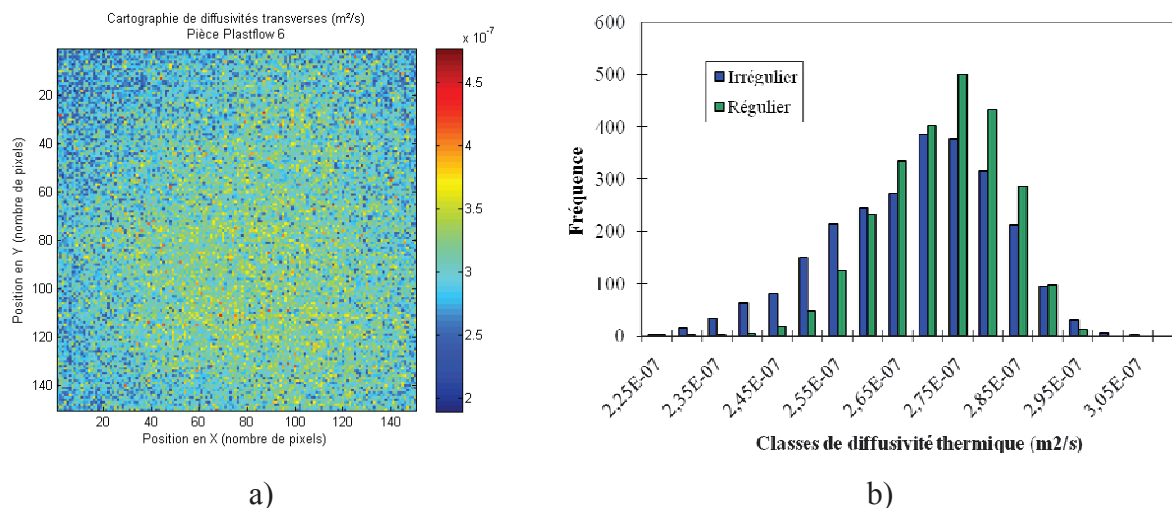 Cartographie de diffusivités transverses (m²/s)
Pièce Plastflow 6
x 10⁻⁷
4.5
4
3.5
3
2.5
2
20
40
60
80
100
120
140
20 40 60 80 100 120 140
Position en Y (nombre de pixels)
Position en X (nombre de pixels)
a)
600
500
400
300
200
100
0
Fréquence
Irrégulier
Régulier
2,25E-07 2,35E-07 2,45E-07 2,55E-07 2,65E-07 2,75E-07 2,85E-07 2,95E-07 3,05E-07
Classes de diffusivité thermique (m2/s)
b)